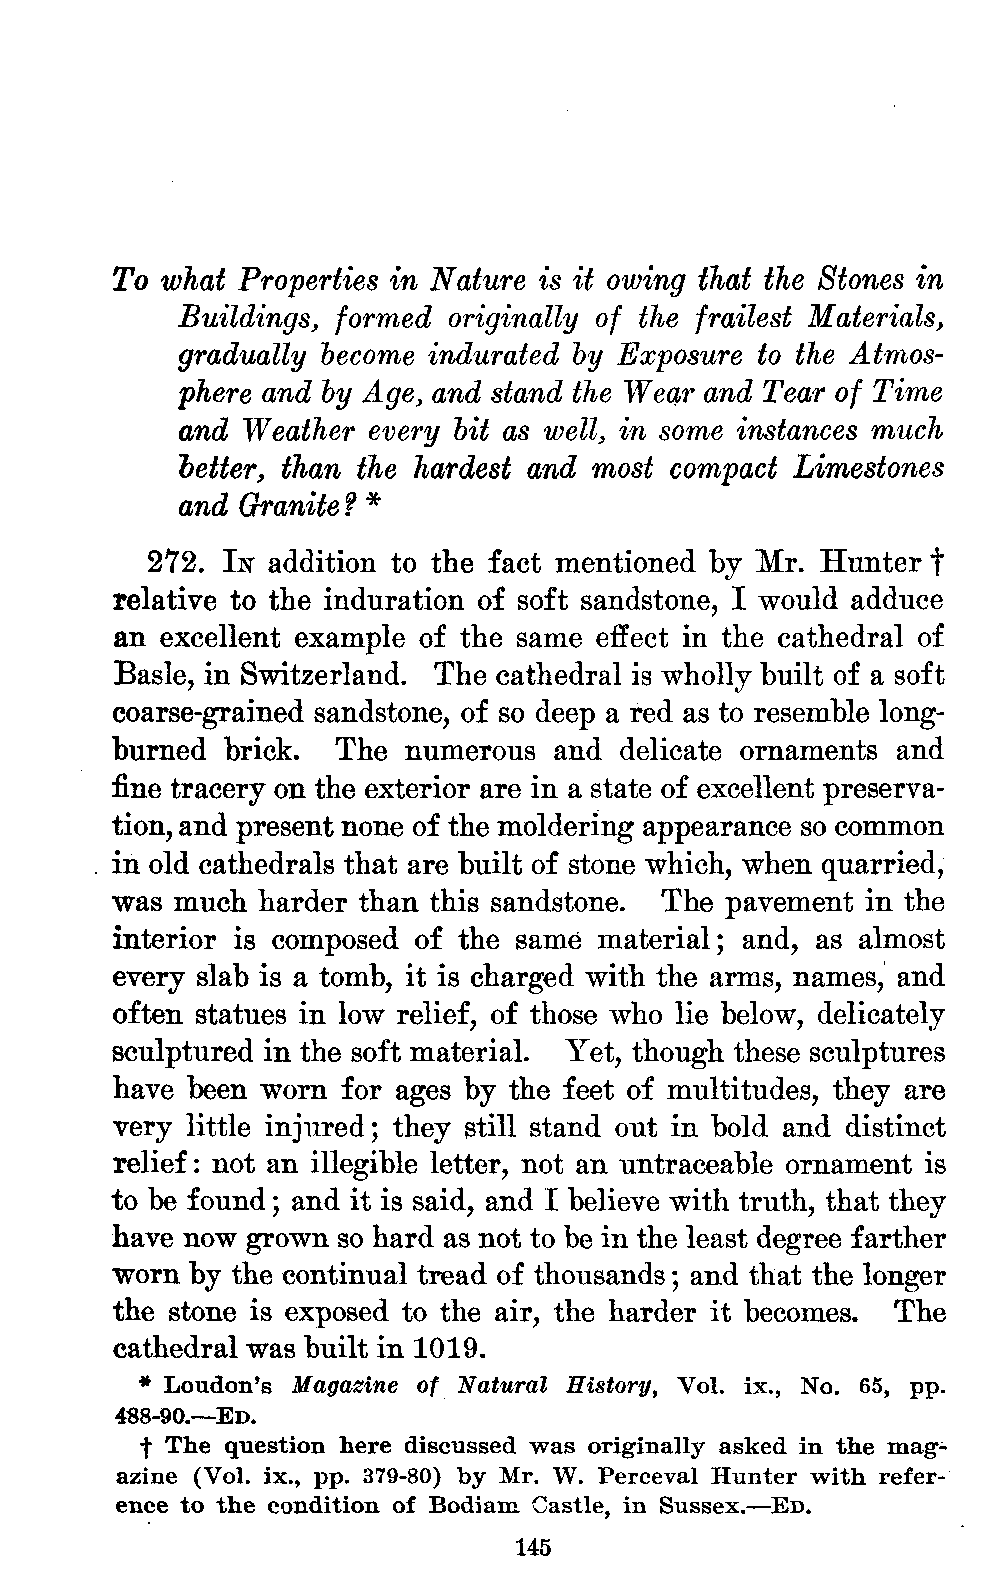 To what Properties in Nature is it owing that the Stones in
Buildings, formed originally of the frailest Materials,
gradually become indurated by Exposure to the Atmos-
phere and by Age, and stand the Wear and Tear of Time
and Weather every bit as well, in some instances much
better, than the hardest and most compact Limestones
and Granite? *
272. In addition to the fact mentioned by Mr. Hunter †
relative to the induration of soft sandstone, I would adduce
an excellent example of the same effect in the cathedral of
Basle, in Switzerland. The cathedral is wholly built of a soft
coarse-grained sandstone, of so deep a red as to resemble long-
burned brick. The numerous and delicate ornaments and
fine tracery on the exterior are in a state of excellent preserva-
tion, and present none of the moldering appearance so common
in old cathedrals that are built of stone which, when quarried,
was much harder than this sandstone. The pavement in the
interior is composed of the same material; and, as almost
every slab is a tomb, it is charged with the arms, names, and
often statues in low relief, of those who lie below, delicately
sculptured in the soft material. Yet, though these sculptures
have been worn for ages by the feet of multitudes, they are
very little injured; they still stand out in bold and distinct
relief: not an illegible letter, not an untraceable ornament is
to be found; and it is said, and I believe with truth, that they
have now grown so hard as not to be in the least degree farther
worn by the continual tread of thousands; and that the longer
the stone is exposed to the air, the harder it becomes. The
cathedral was built in 1019.
* Loudon's Magazine of Natural History, Vol. ix., No. 65, pp.
488-90.—Ed.
† The question here discussed was originally asked in the mag-
azine (Vol. ix., pp. 379-80) by Mr. W. Perceval Hunter with refer-
ence to the condition of Bodiam Castle, in Sussex.—Ed.
145